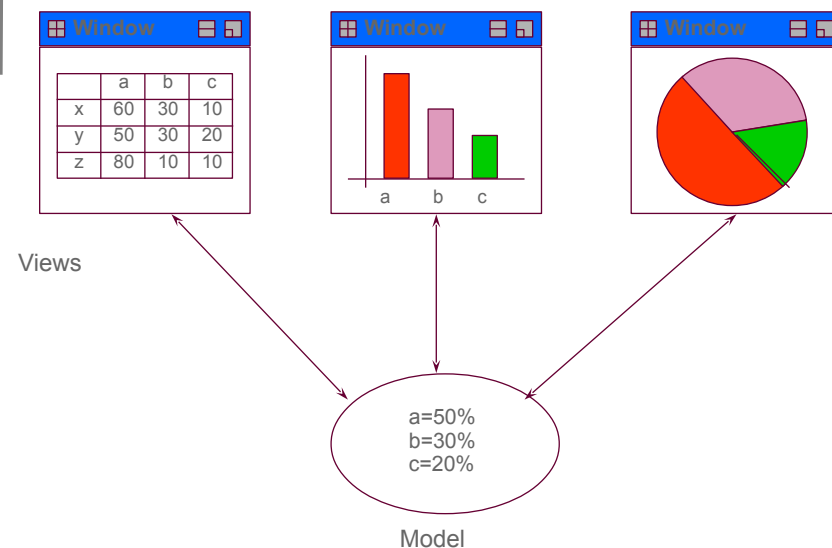 Window
Window
Window
a b c
x 60 30 10
y 50 30 20
z 80 10 10
a b c
Views
a=50%
b=30%
c=20%
Model